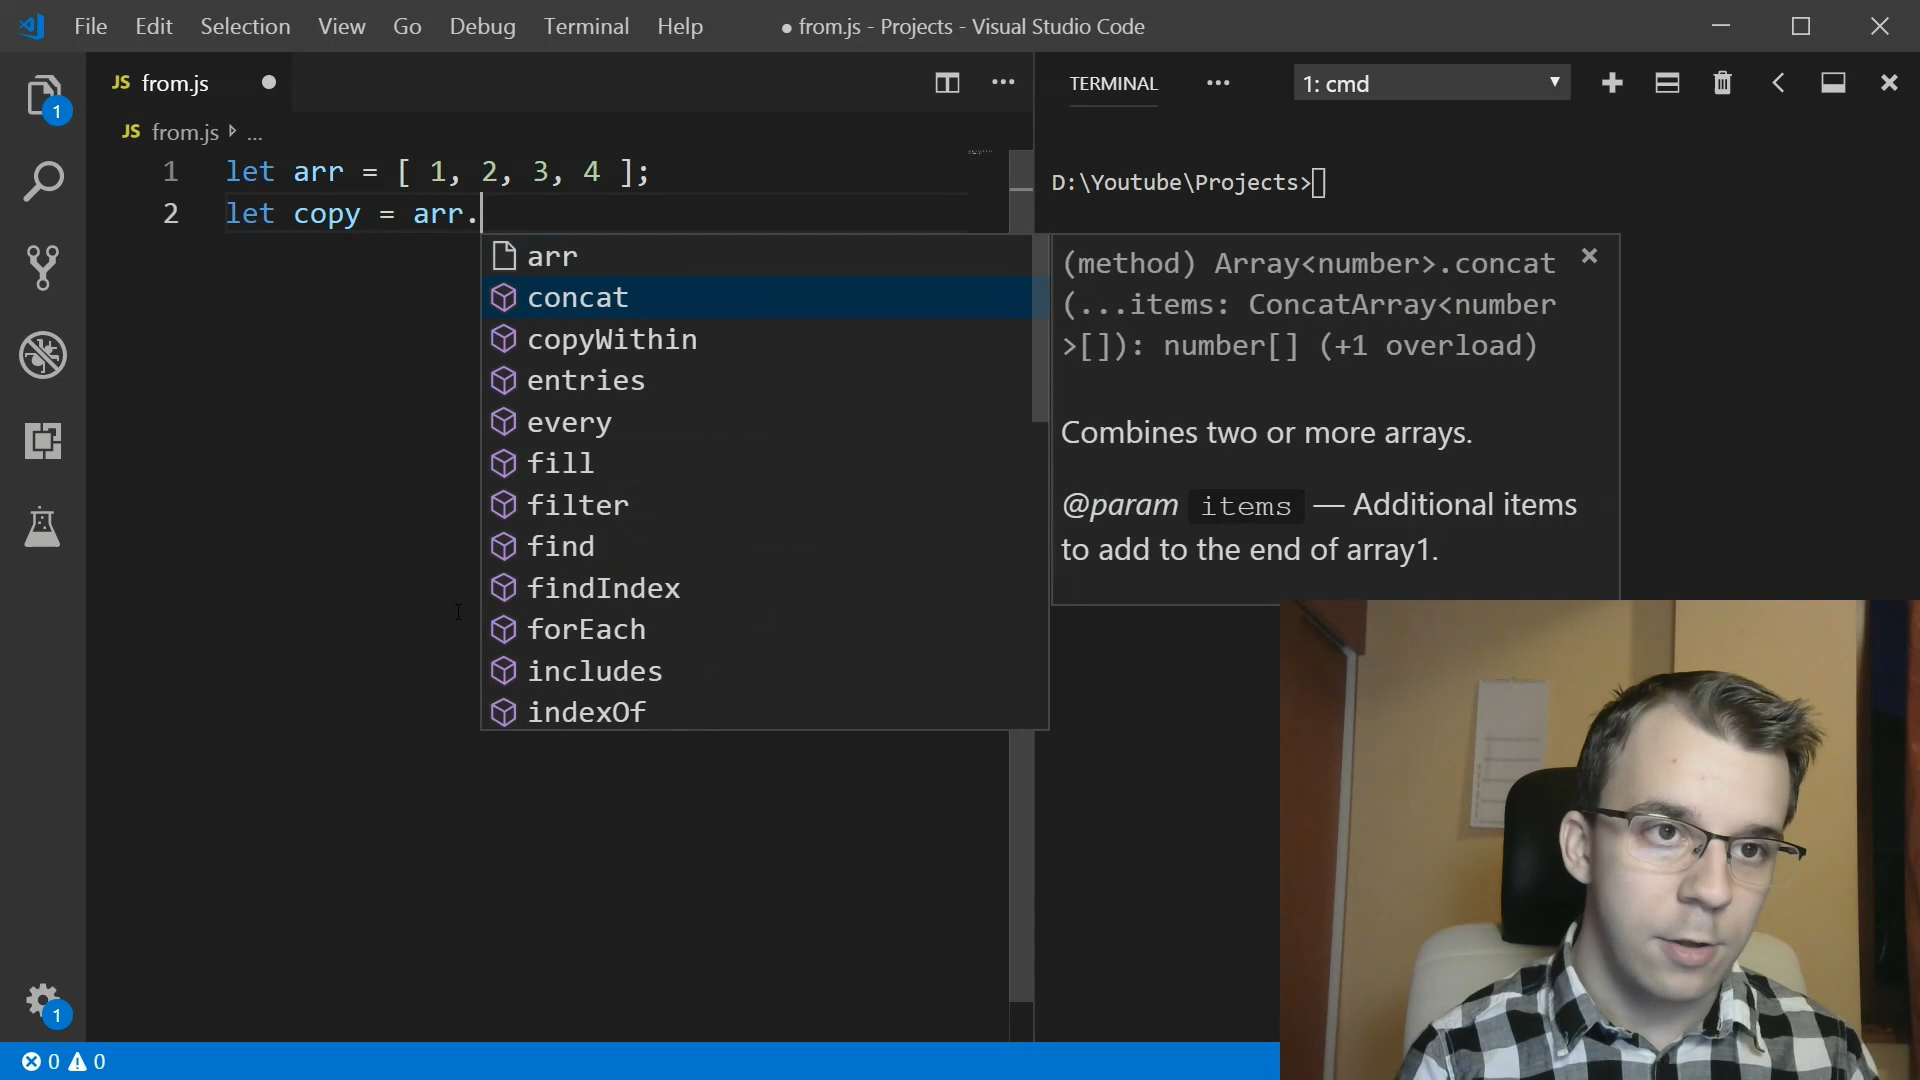 File Edit Selection View Go Debug Terminal Help ● from.js - Projects - Visual Studio Code
JS from.js
TERMINAL ... 1: cmd
JS from.js ...
1 let arr = [ 1, 2, 3, 4 ];
2 let copy = arr.
D:\Youtube\Projects>
arr
concat
copyWithin
entries
every
fill
filter
find
findIndex
forEach
includes
indexOf
(method) Array<number>.concat
(...items: ConcatArray<number
>[]): number[] (+1 overload)
Combines two or more arrays.
@param items — Additional items
to add to the end of array1.
1
1
0 0